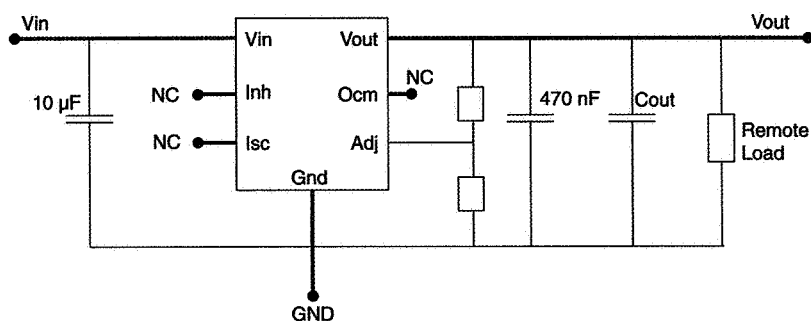 Vin
Vout
Vin
Vout
NC
10 µF
NC
Inh
Ocm
470 nF
Cout
NC
Isc
Adj
Remote
Load
Gnd
GND